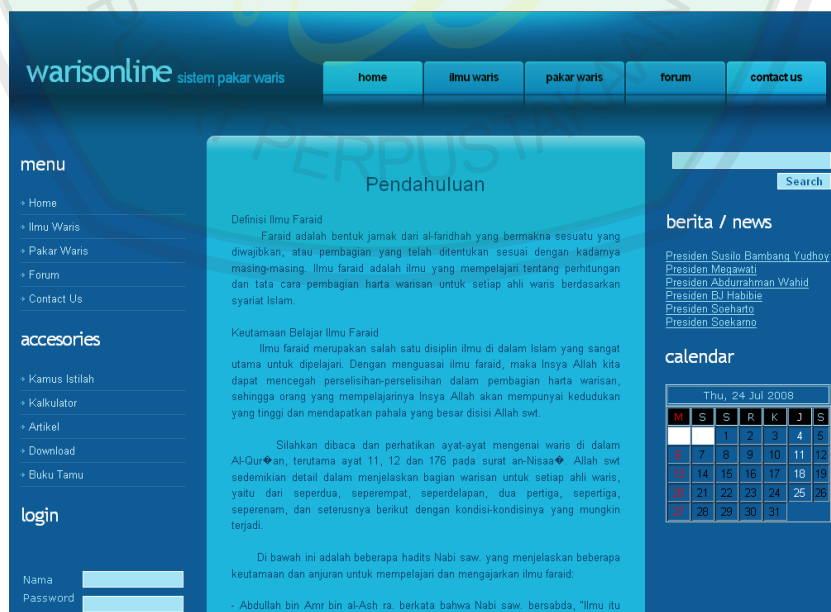 warisonline sistem pakar waris
home ilmu waris pakar waris forum contact us
menu
Home
Ilmu Waris
Pakar Waris
Forum
Contact Us
accesories
Kamus Istilah
Kalkulator
Artikel
Download
Buku Tamu
login
Nama
Password
Pendahuluan
Definisi Ilmu Faraid
Faraid adalah bentuk jamak dari al-faridhah yang bermakna sesuatu yang
diwajibkan, atau pembagian yang telah ditentukan sesuai dengan kadarnya
masing-masing. Ilmu faraid adalah ilmu yang mempelajari tentang perhitungan
dan tata cara pembagian harta warisan untuk setiap ahli waris berdasarkan
syariat Islam.
Keutamaan Belajar Ilmu Faraid
Ilmu faraid merupakan salah satu disiplin ilmu di dalam Islam yang sangat
utama untuk dipelajari. Dengan menguasai ilmu faraid, maka Insya Allah kita
dapat mencegah perselisihan-perselisihan dalam pembagian harta warisan,
sehingga orang yang mempelajarinya Insya Allah akan mempunyai kedudukan
yang tinggi dan mendapatkan pahala yang besar disisi Allah swt.
Silahkan dibaca dan perhatikan ayat-ayat mengenai waris di dalam
Al-Qur�an, terutama ayat 11, 12 dan 176 pada surat an-Nisaa�. Allah swt
sedemikian detail dalam menjelaskan bagian warisan untuk setiap ahli waris,
yaitu dari seperdua, seperempat, seperdelapan, dua pertiga, sepertiga,
seperenam, dan seterusnya berikut dengan kondisi-kondisinya yang mungkin
terjadi.
Di bawah ini adalah beberapa hadits Nabi saw. yang menjelaskan beberapa
keutamaan dan anjuran untuk mempelajari dan mengajarkan ilmu faraid:
- Abdullah bin Amr bin al-Ash ra. berkata bahwa Nabi saw. bersabda, "Ilmu itu
Search
berita / news
Presiden Susilo Bambang Yudhoy
Presiden Megawati
Presiden Abdurrahman Wahid
Presiden BJ Habibie
Presiden Soeharto
Presiden Soekarno
calendar
Thu, 24 Jul 2008
M S S R K J S
1 2 3 4 5
6 7 8 9 10 11 12
13 14 15 16 17 18 19
20 21 22 23 24 25 26
27 28 29 30 31
PERPUSTAKAAN